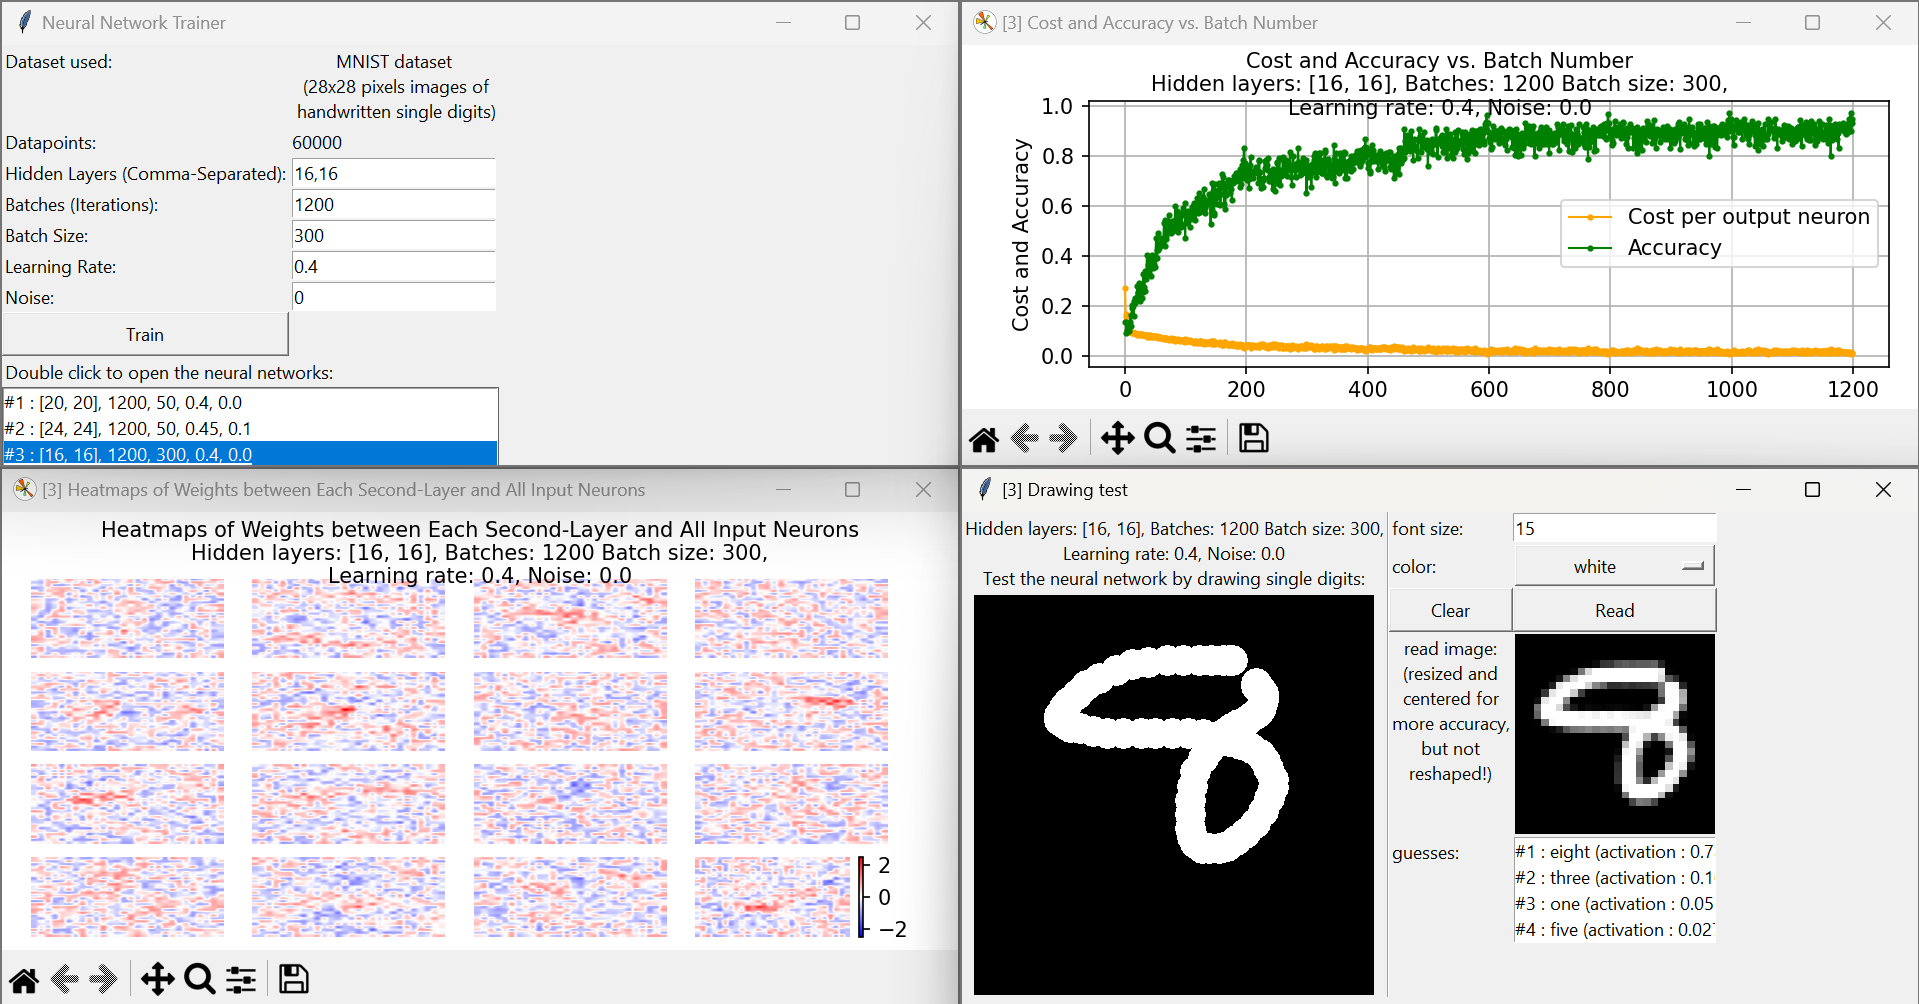 Neural Network Trainer
Dataset used:
MNIST dataset
(28x28 pixels images of
handwritten single digits)
Datapoints:
60000
Hidden Layers (Comma-Separated):
16,16
Batches (Iterations):
1200
Batch Size:
300
Learning Rate:
0.4
Noise:
0
Train
Double click to open the neural networks:
#1 : [20, 20], 1200, 50, 0.4, 0.0
#2 : [24, 24], 1200, 50, 0.45, 0.1
#3 : [16, 16], 1200, 300, 0.4, 0.0
[3] Cost and Accuracy vs. Batch Number
Cost and Accuracy vs. Batch Number
Hidden layers: [16, 16], Batches: 1200 Batch size: 300,
Learning rate: 0.4, Noise: 0.0
Cost and Accuracy
1.0
0.8
0.6
0.4
0.2
0.0
0
200
400
600
800
1000
1200
Cost per output neuron
Accuracy
[3] Heatmaps of Weights between Each Second-Layer and All Input Neurons
Heatmaps of Weights between Each Second-Layer and All Input Neurons
Hidden layers: [16, 16], Batches: 1200 Batch size: 300,
Learning rate: 0.4, Noise: 0.0
2
0
−2
[3] Drawing test
Hidden layers: [16, 16], Batches: 1200 Batch size: 300,
Learning rate: 0.4, Noise: 0.0
Test the neural network by drawing single digits:
8
font size:
15
color:
white
Clear
Read
read image:
(resized and
centered for
more accuracy,
but not
reshaped!)
8
guesses:
#1 : eight (activation : 0.7
#2 : three (activation : 0.1
#3 : one (activation : 0.05
#4 : five (activation : 0.02